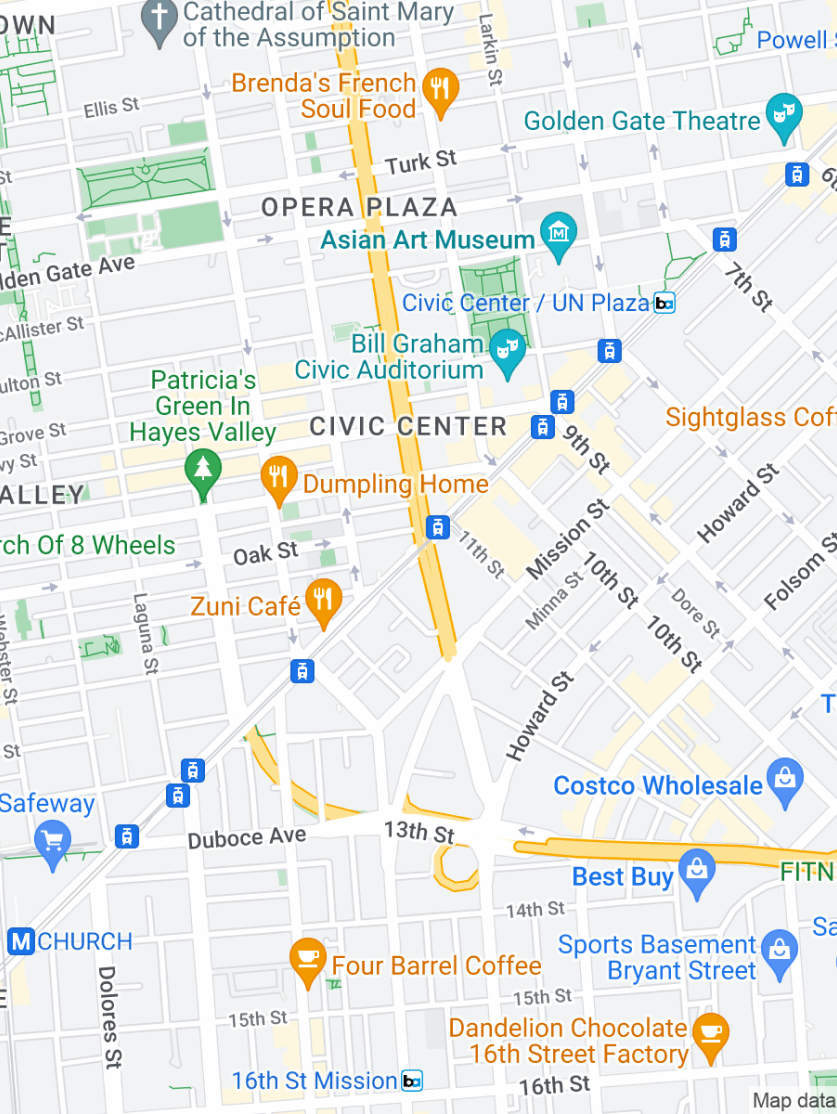 OWN
Cathedral of Saint Mary
of the Assumption
Larkin St
Powell S
Brenda's French
Soul Food
Ellis St
Golden Gate Theatre
Turk St
St
OPERA PLAZA
6t
E
T
Asian Art Museum
lden Gate Ave
7th St
Civic Center / UN Plaza
ba
cAllister St
Bill Graham
Civic Auditorium
ulton St
Patricia's
Green In
Hayes Valley
Grove St
CIVIC CENTER
Sightglass Coff
9th St
vy St
ALLEY
Dumpling Home
Howard St
Mission St
rch Of 8 Wheels
Oak St
11th St
10th St
Folsom St
Minna St
Dore St
Zuni Café
Laguna St
Webster St
10th St
Howard St
T
St
Costco Wholesale
Safeway
Duboce Ave
13th St
FITN
Best Buy
14th St
Sa
M CHURCH
Sports Basement
Bryant Street
Four Barrel Coffee
Dolores St
E
15th St
15th St
Dandelion Chocolate
16th Street Factory
16th St Mission
ba
16th St
Map data